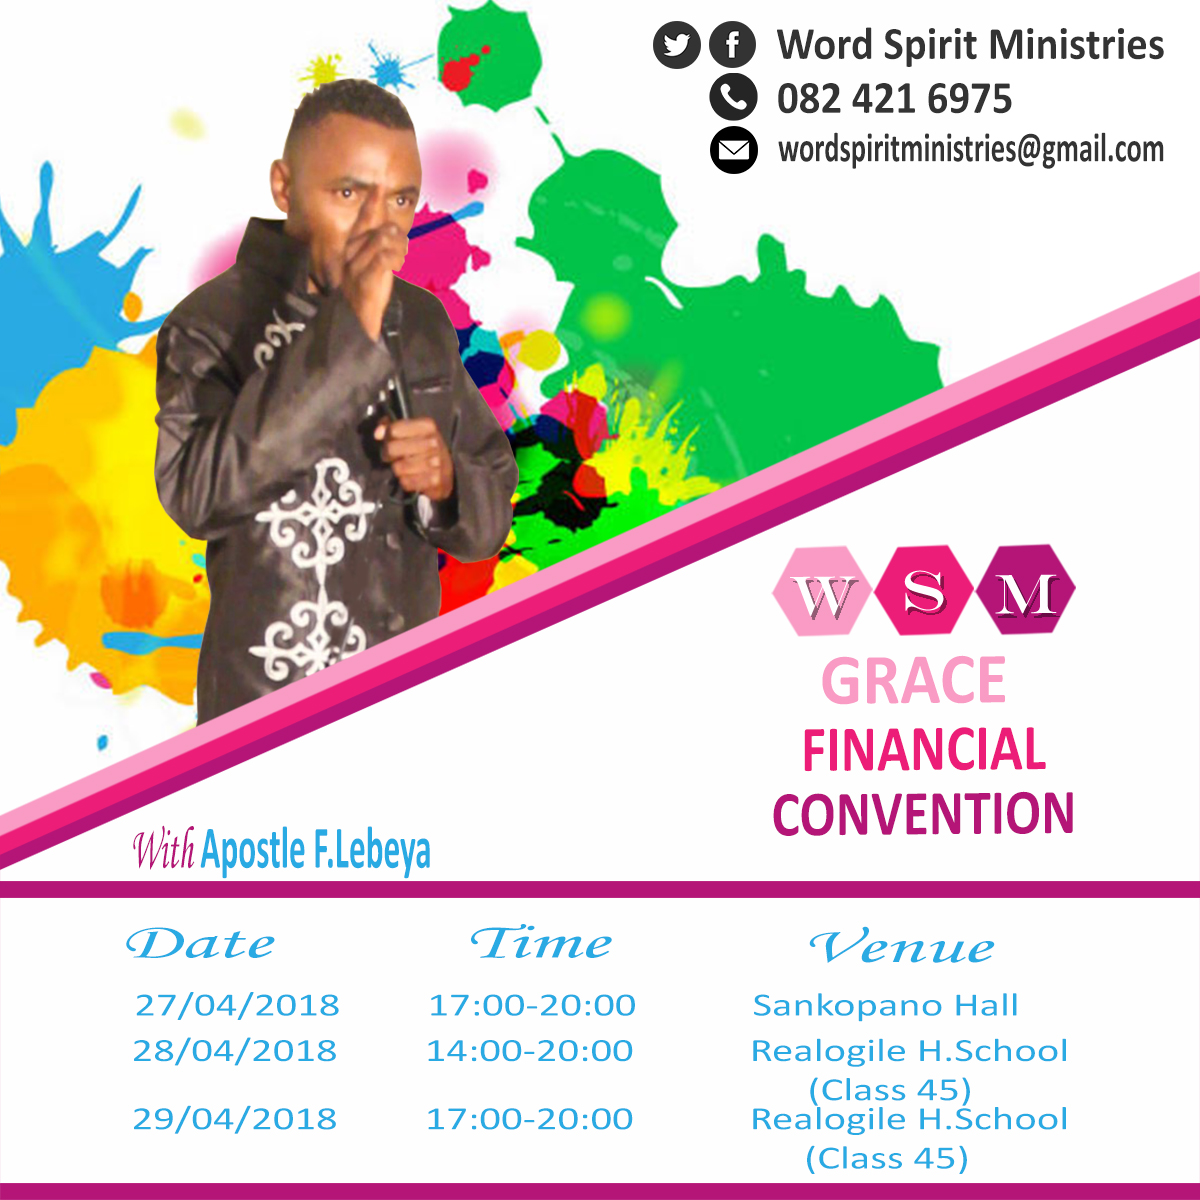 Word Spirit Ministries
082 421 6975
wordspiritministries@gmail.com
W S M
GRACE
FINANCIAL
CONVENTION
With Apostle F.Lebeya
Date Time Venue
27/04/2018 17:00-20:00 Sankopano Hall
28/04/2018 14:00-20:00 Realogile H.School
(Class 45)
29/04/2018 17:00-20:00 Realogile H.School
(Class 45)